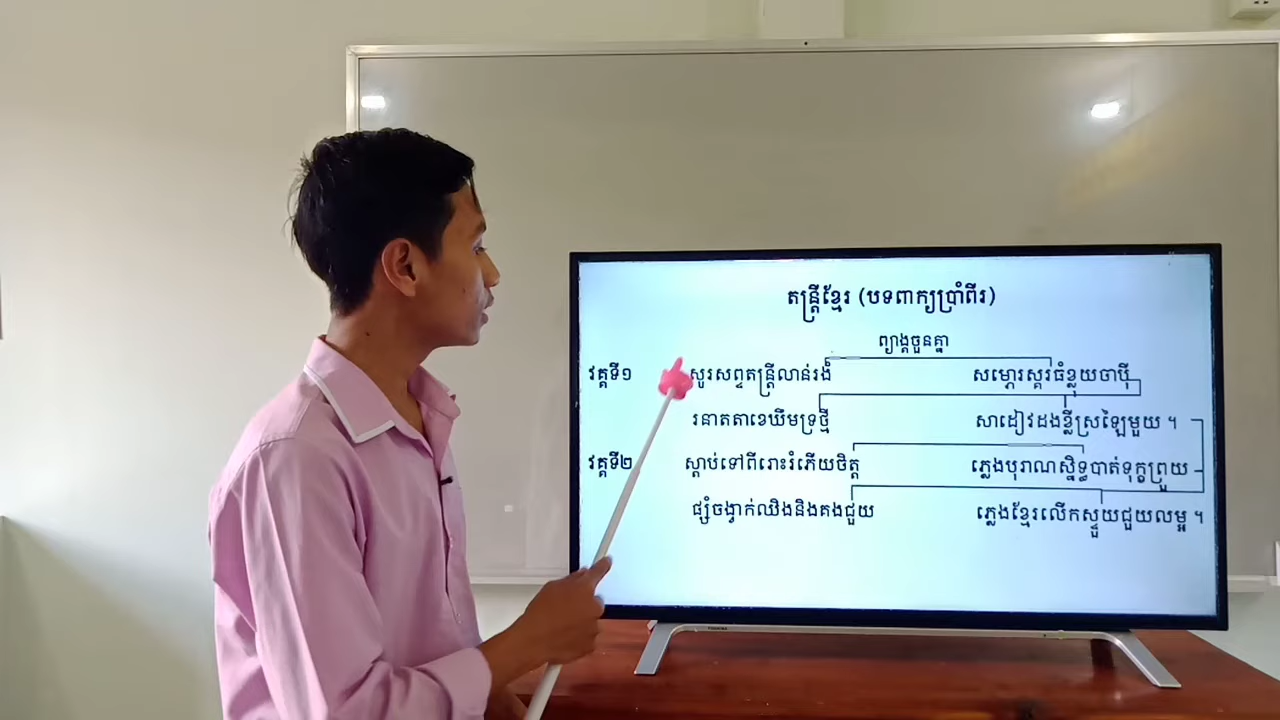 តន្ត្រីខ្មែរ (បទពាក្យប្រាំពីរ)
ព្យាង្គចួនគ្នា
វគ្គទី១ សូរសព្ទតន្ត្រីលាន់រងំ សម្ភោរស្គរធំខ្លុយចាប៉ី
រនាតតាខេឃឹមទ្រថ្មី សាដៀវដងខ្លីស្រឡៃមួយ ។
វគ្គទី២ ស្ដាប់ទៅពីរោះរំភើយចិត្ត ភ្លេងបុរាណស្និទ្ធបាត់ទុក្ខព្រួយ
ផ្សំចង្វាក់ឈិងនិងគងជួយ ភ្លេងខ្មែរលើកស្ទួយជួយលម្អ ។